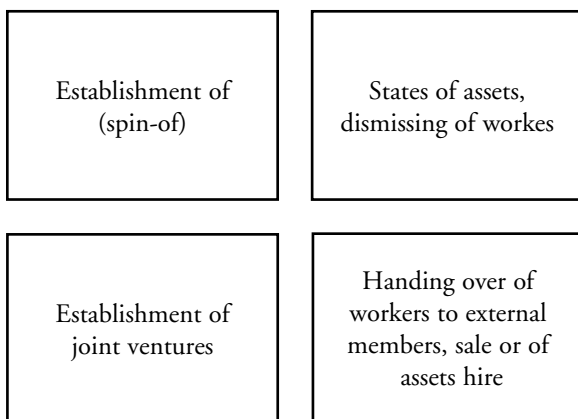 Establishment of
(spin-of)
States of assets,
dismissing of workes
Establishment of
joint ventures
Handing over of
workers to external
members, sale or of
assets hire